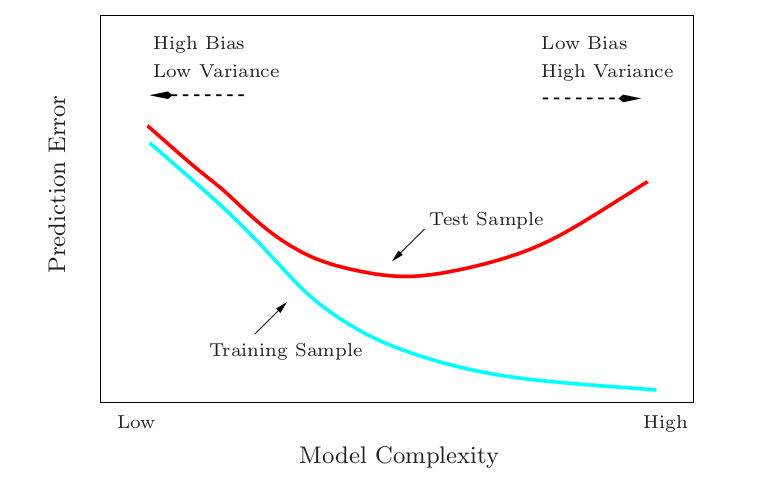 High Bias
Low Variance
Low Bias
High Variance
Prediction Error
Test Sample
Training Sample
Low
High
Model Complexity